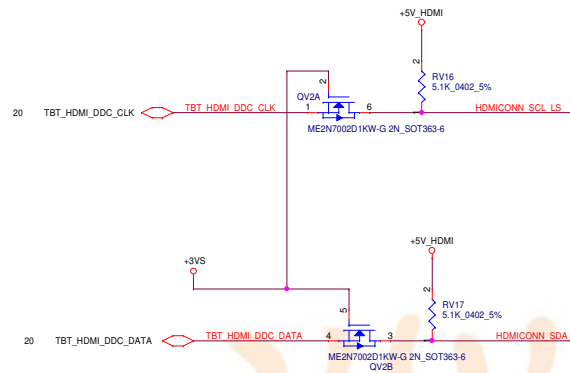 +5V_HDMI
2
RV16
5.1K_0402_5%
1
QV2A
2
20 TBT_HDMI_DDC_CLK TBT_HDMI_DDC_CLK 1 6 HDMICONN_SCL_LS
ME2N7002D1KW-G 2N_SOT363-6
+5V_HDMI
+3VS
2
RV17
5.1K_0402_5%
1
5
20 TBT_HDMI_DDC_DATA TBT_HDMI_DDC_DATA 4 3 HDMICONN_SDA
ME2N7002D1KW-G 2N_SOT363-6
QV2B